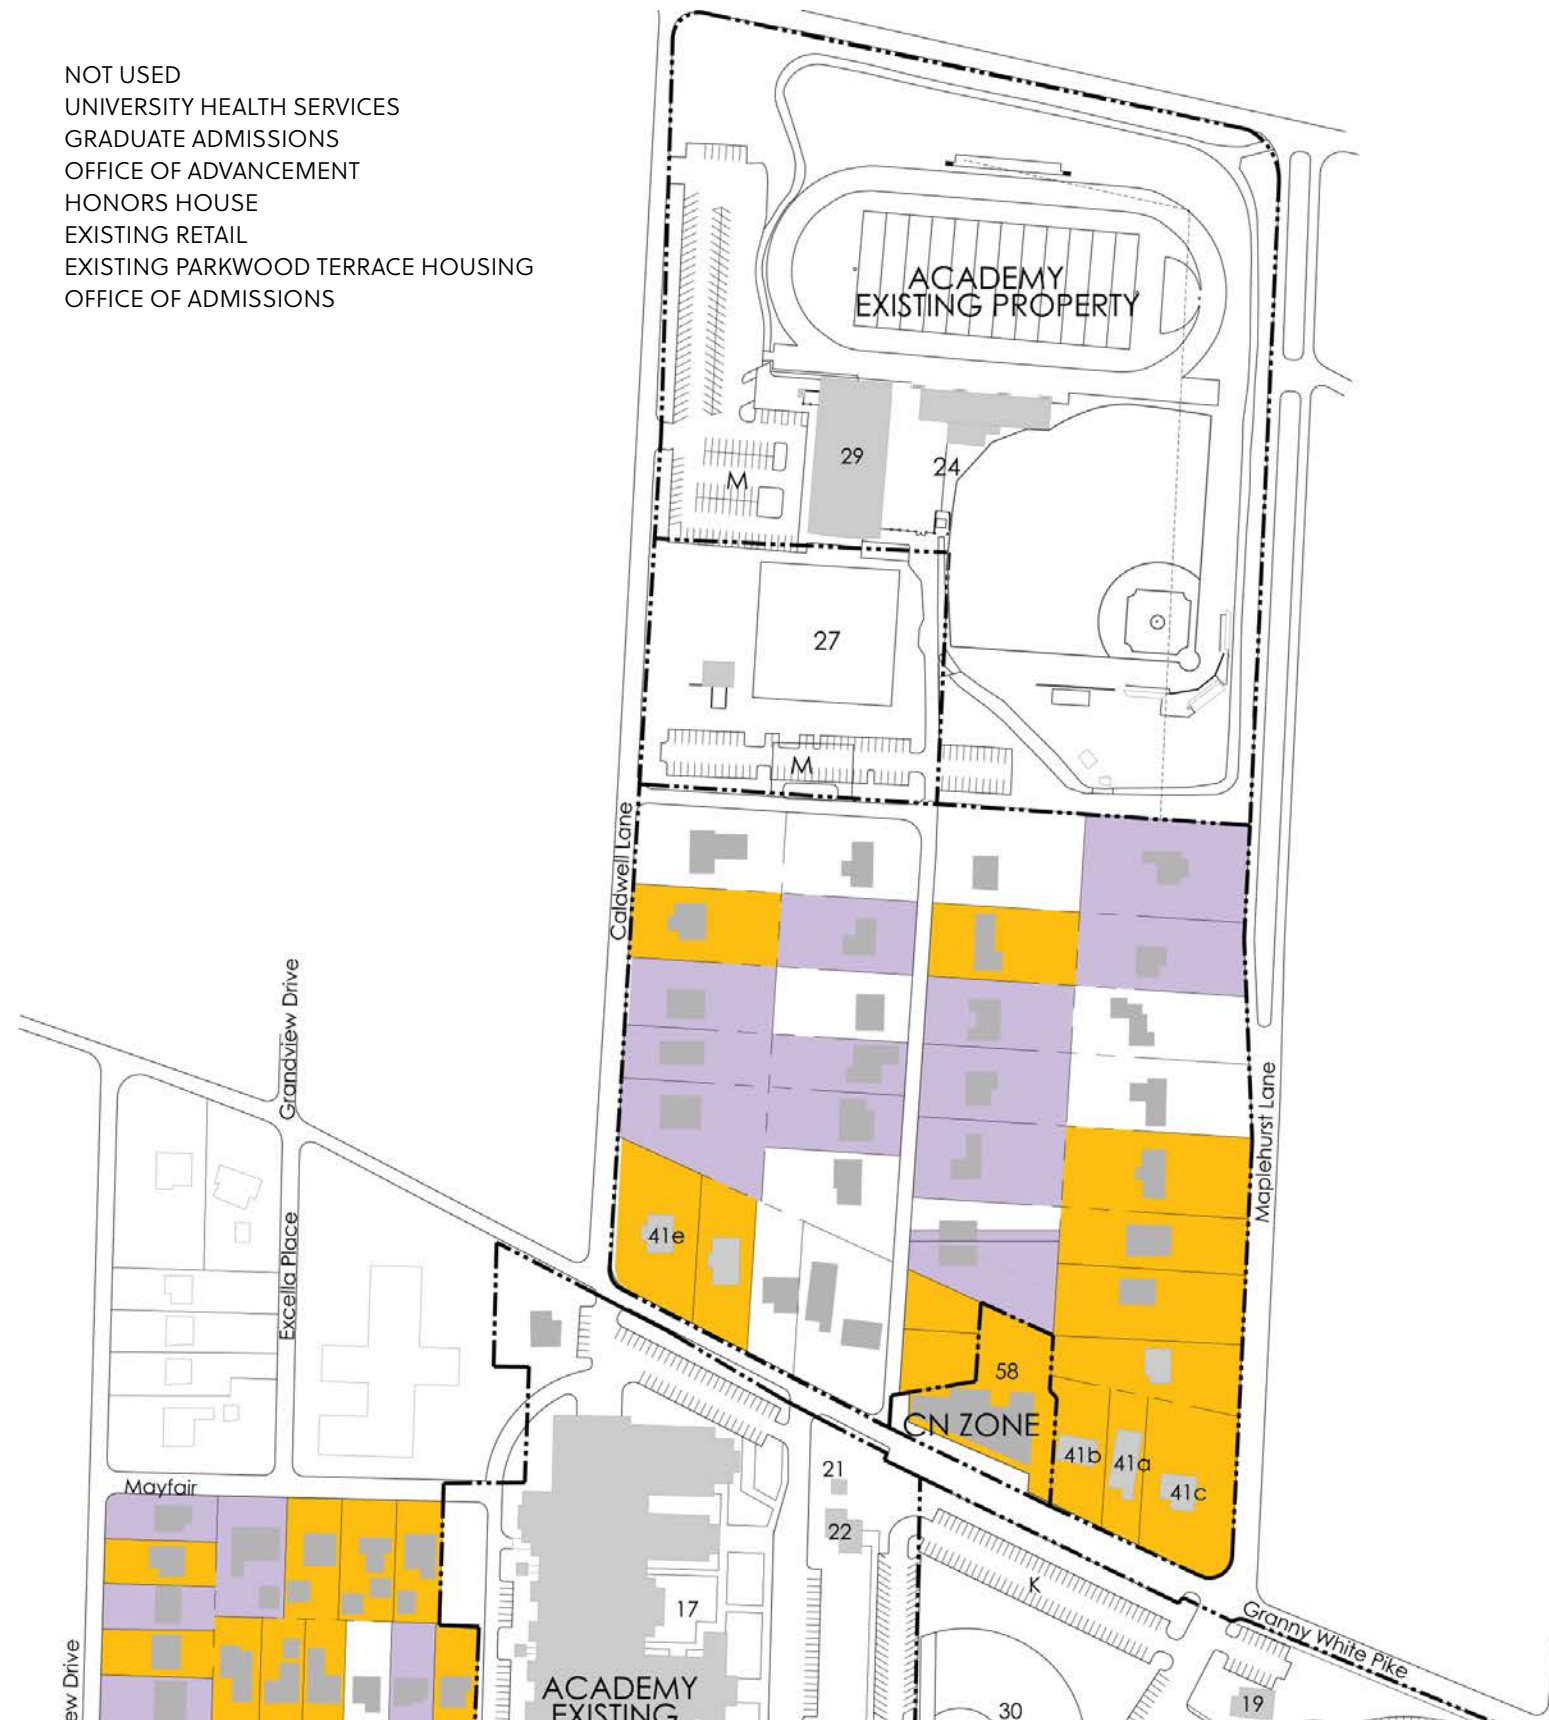 NOT USED
UNIVERSITY HEALTH SERVICES
GRADUATE ADMISSIONS
OFFICE OF ADVANCEMENT
HONORS HOUSE
EXISTING RETAIL
EXISTING PARKWOOD TERRACE HOUSING
OFFICE OF ADMISSIONS
ACADEMY
EXISTING PROPERTY
29
24
M
27
M
Caldwell Lane
Grandview Drive
Maplehurst Lane
Excella Place
41e
58
CN ZONE
41b
41a
41c
21
22
Mayfair
K
17
Granny White Pike
ew Drive
ACADEMY
EXISTING
30
19